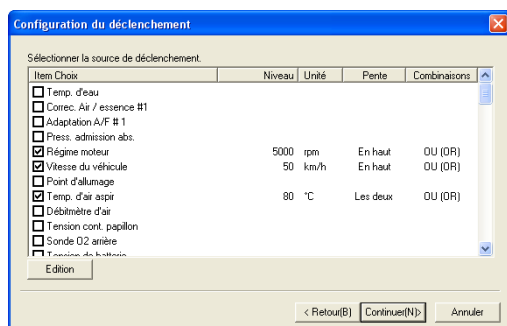 Configuration du déclenchement
Sélectionner la source de déclenchement.
Item Choix Niveau Unité Pente Combinaisons
Temp. d'eau
Correc. Air / essence #1
Adaptation A/F # 1
Press. admission abs.
Régime moteur 5000 rpm En haut OU (OR)
Vitesse du véhicule 50 km/h En haut OU (OR)
Point d'allumage
Temp. d'air aspir 80 °C Les deux OU (OR)
Débitmètre d'air
Tension cont. papillon
Sonde O2 arrière
Tension de batterie
Edition
< Retour(B) Continuer(N)> Annuler